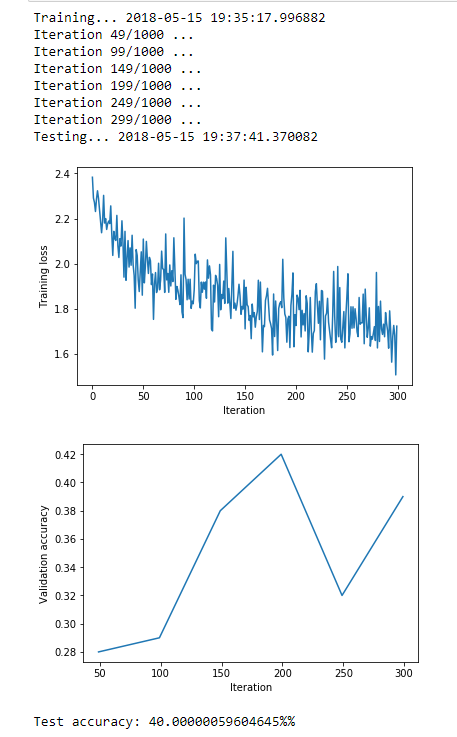 Training... 2018-05-15 19:35:17.996882
Iteration 49/1000 ...
Iteration 99/1000 ...
Iteration 149/1000 ...
Iteration 199/1000 ...
Iteration 249/1000 ...
Iteration 299/1000 ...
Testing... 2018-05-15 19:37:41.370082
2.4
2.2
2.0
1.8
1.6
Training loss
0 50 100 150 200 250 300
Iteration
0.42
0.40
0.38
0.36
0.34
0.32
0.30
0.28
Validation accuracy
50 100 150 200 250 300
Iteration
Test accuracy: 40.00000059604645%%